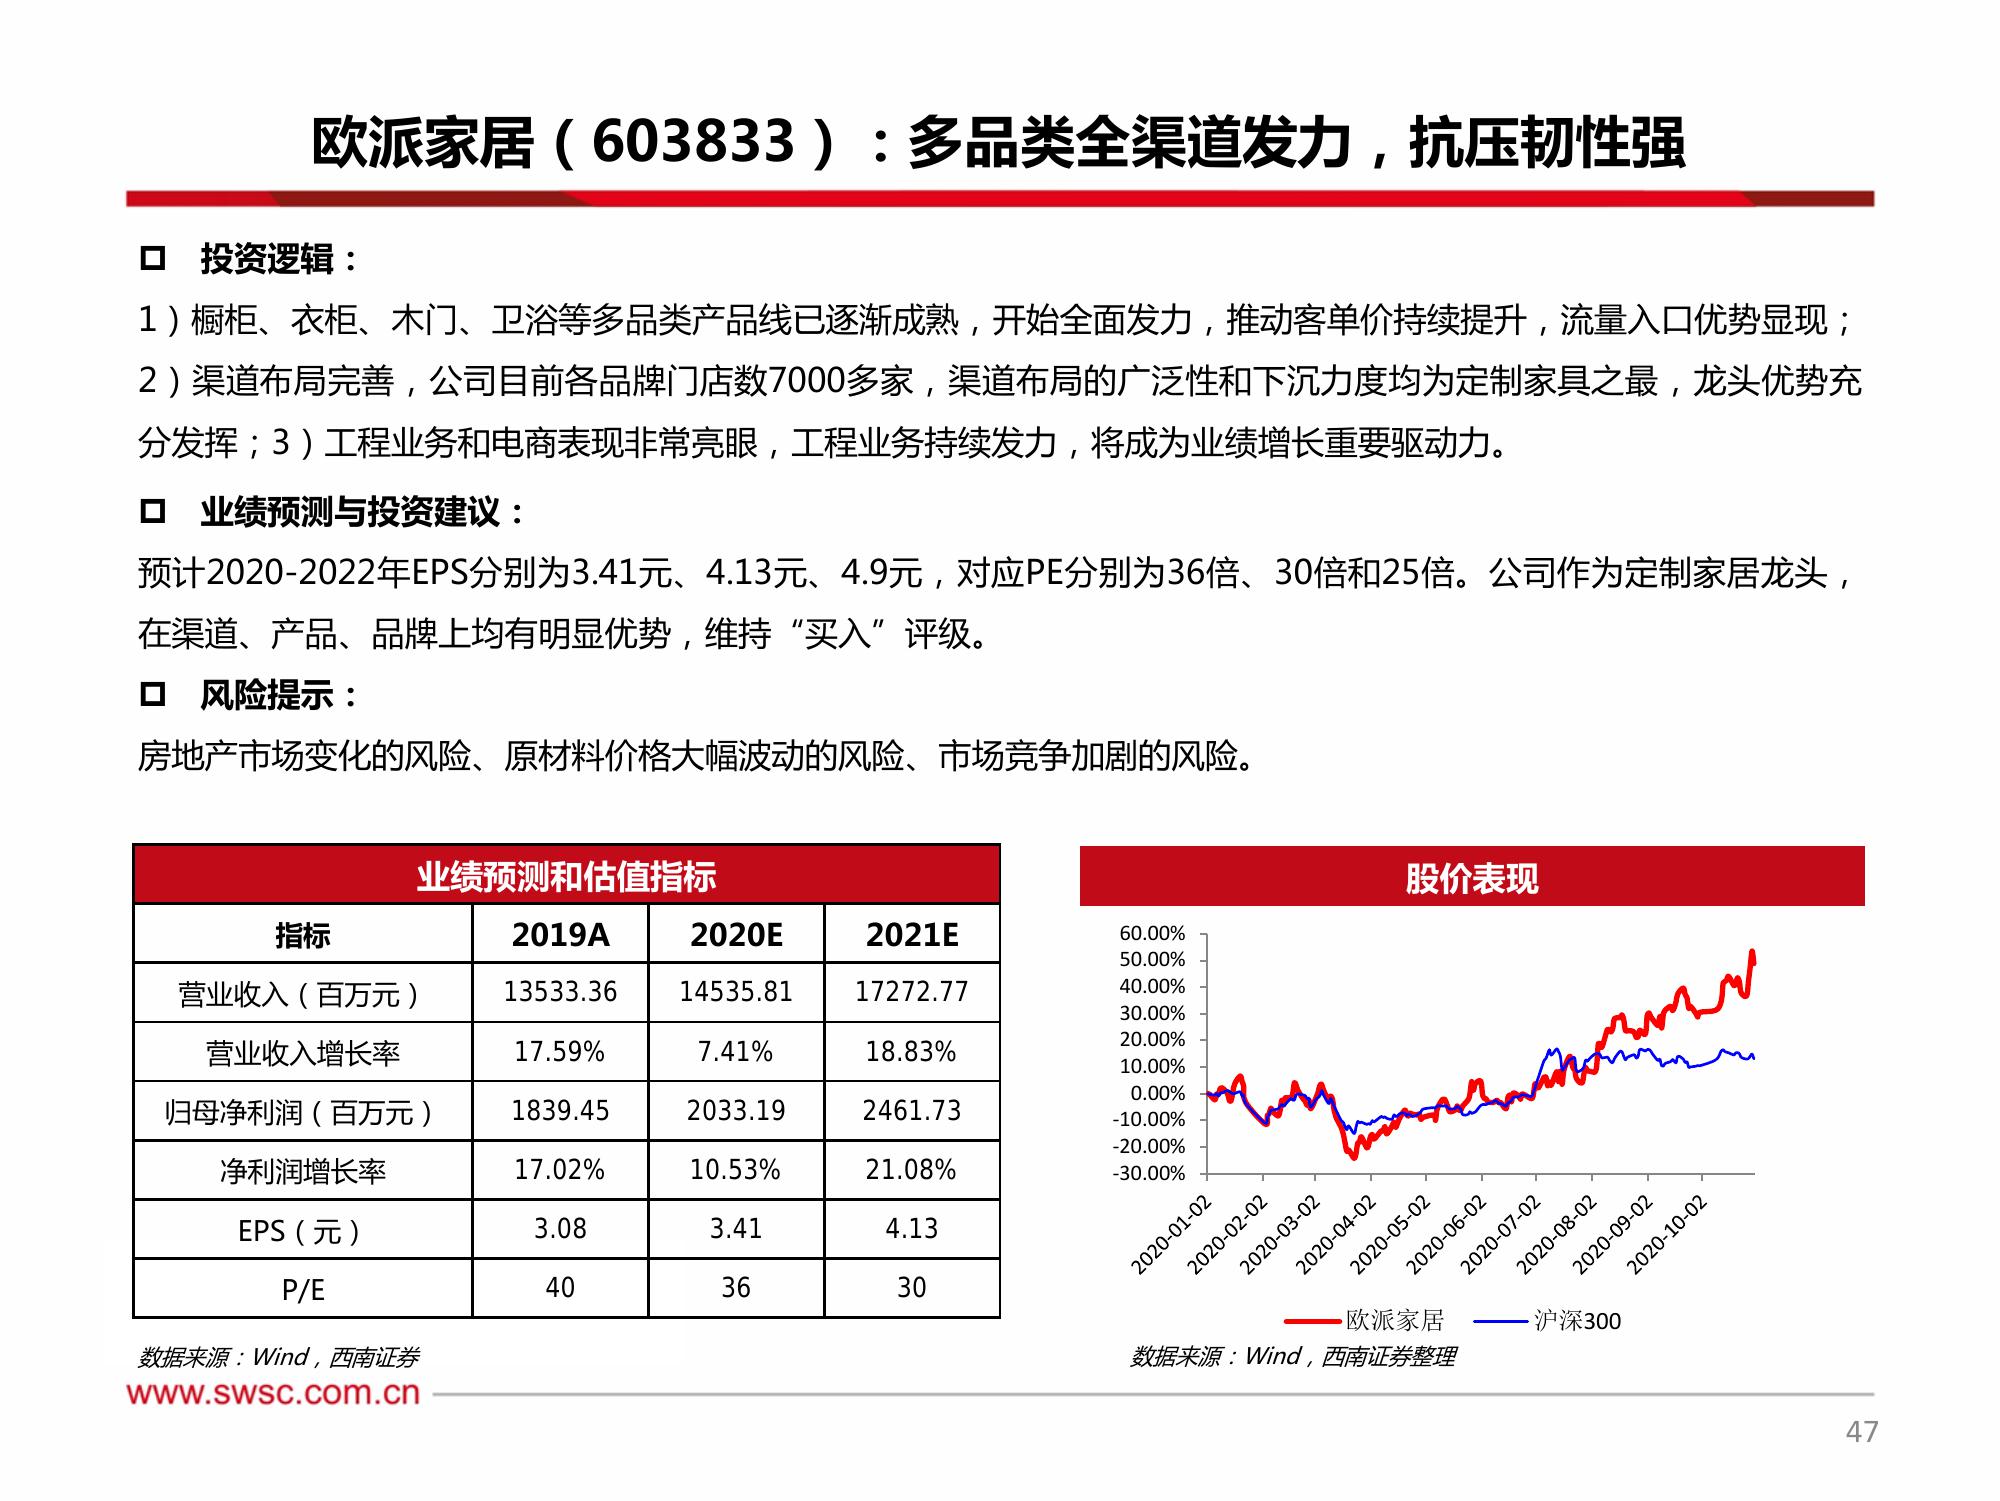 欧派家居（603833）：多品类全渠道发力，抗压韧性强
投资逻辑：
1）橱柜、衣柜、木门、卫浴等多品类产品线已逐渐成熟，开始全面发力，推动客单价持续提升，流量入口优势显现；
2）渠道布局完善，公司目前各品牌门店数7000多家，渠道布局的广泛性和下沉力度均为定制家具之最，龙头优势充
分发挥；3）工程业务和电商表现非常亮眼，工程业务持续发力，将成为业绩增长重要驱动力。
业绩预测与投资建议：
预计2020-2022年EPS分别为3.41元、4.13元、4.9元，对应PE分别为36倍、30倍和25倍。公司作为定制家居龙头，
在渠道、产品、品牌上均有明显优势，维持“买入”评级。
风险提示：
房地产市场变化的风险、原材料价格大幅波动的风险、市场竞争加剧的风险。
业绩预测和估值指标
指标 2019A 2020E 2021E
营业收入（百万元） 13533.36 14535.81 17272.77
营业收入增长率 17.59% 7.41% 18.83%
归母净利润（百万元） 1839.45 2033.19 2461.73
净利润增长率 17.02% 10.53% 21.08%
EPS（元） 3.08 3.41 4.13
P/E 40 36 30
数据来源：Wind，西南证券
股价表现
60.00%
50.00%
40.00%
30.00%
20.00%
10.00%
0.00%
-10.00%
-20.00%
-30.00%
2020-01-02 2020-02-02 2020-03-02 2020-04-02 2020-05-02 2020-06-02 2020-07-02 2020-08-02 2020-09-02 2020-10-02
欧派家居 沪深300
数据来源：Wind，西南证券整理
www.swsc.com.cn
47